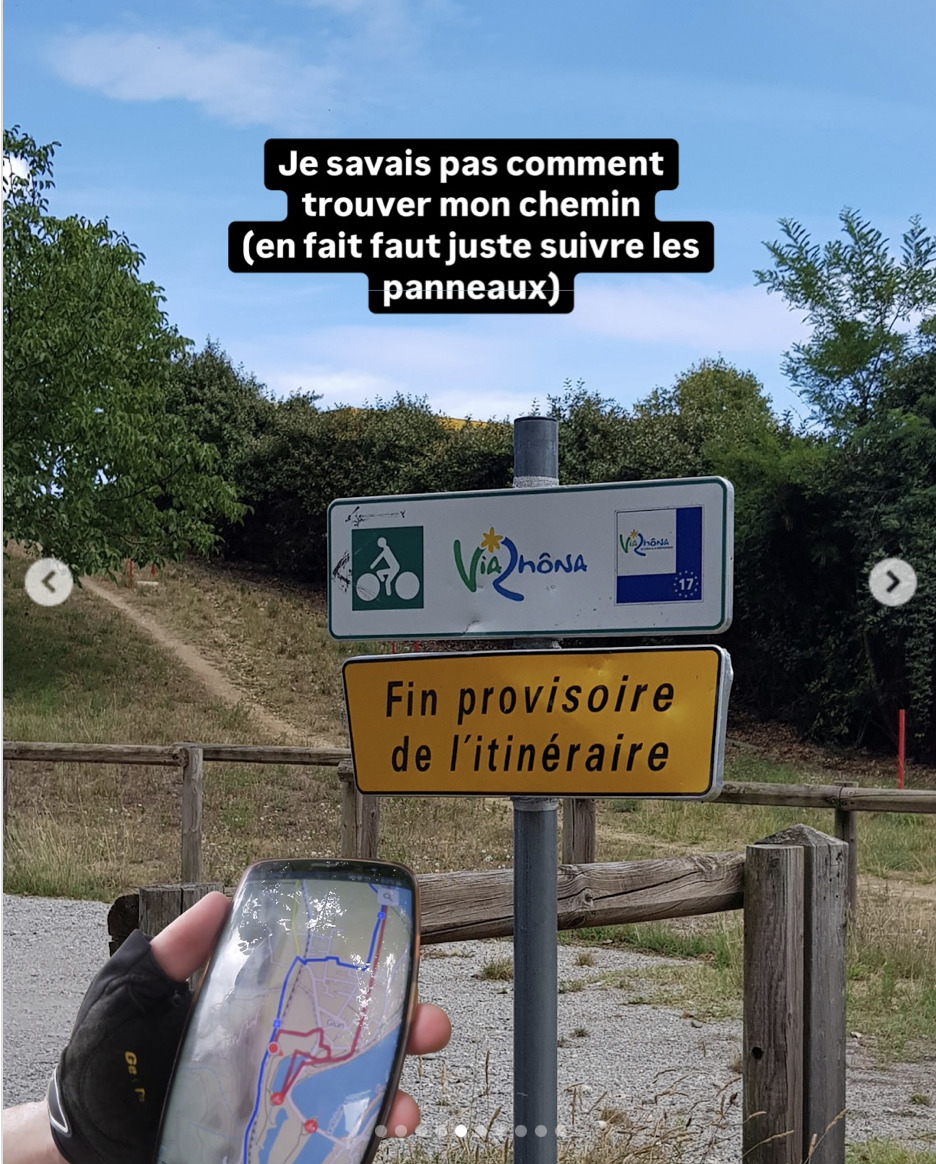 Je savais pas comment
trouver mon chemin
(en fait faut juste suivre les
panneaux)
ViaRhôna
ViaRhôna
17
Fin provisoire
de l'itinéraire